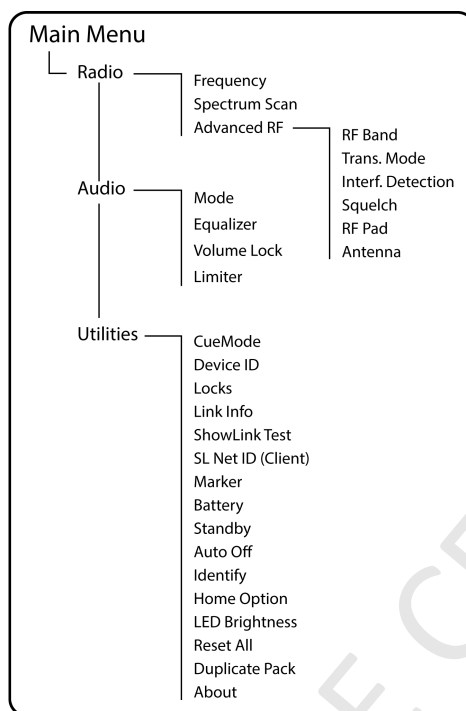 Main Menu
Radio
Frequency
Spectrum Scan
Advanced RF
RF Band
Trans. Mode
Interf. Detection
Squelch
RF Pad
Antenna
Audio
Mode
Equalizer
Volume Lock
Limiter
Utilities
CueMode
Device ID
Locks
Link Info
ShowLink Test
SL Net ID (Client)
Marker
Battery
Standby
Auto Off
Identify
Home Option
LED Brightness
Reset All
Duplicate Pack
About